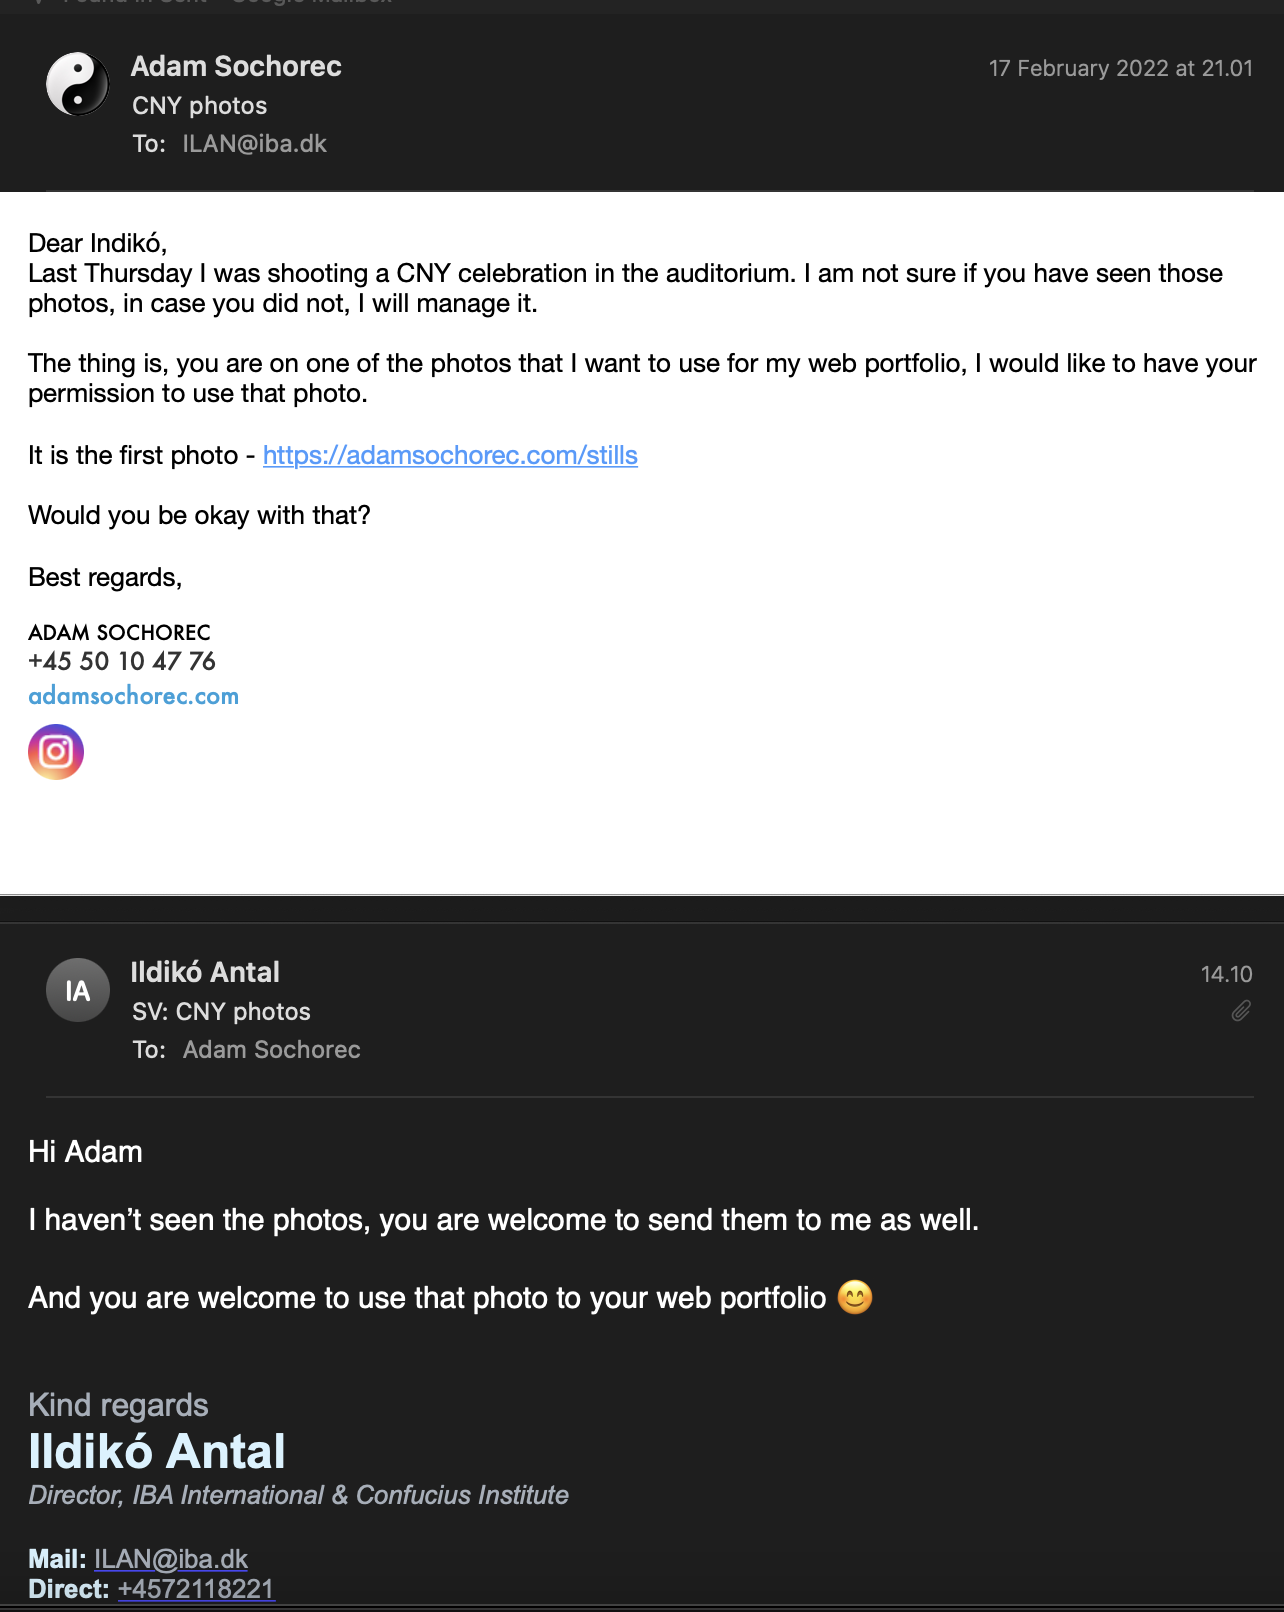 Adam Sochorec
17 February 2022 at 21.01
CNY photos
To: ILAN@iba.dk
Dear Indikó,
Last Thursday I was shooting a CNY celebration in the auditorium. I am not sure if you have seen those
photos, in case you did not, I will manage it.
The thing is, you are on one of the photos that I want to use for my web portfolio, I would like to have your
permission to use that photo.
It is the first photo - https://adamsochorec.com/stills
Would you be okay with that?
Best regards,
ADAM SOCHOREC
+45 50 10 47 76
adamsochorec.com
IA
Ildikó Antal
14.10
SV: CNY photos
To: Adam Sochorec
Hi Adam
I haven’t seen the photos, you are welcome to send them to me as well.
And you are welcome to use that photo to your web portfolio 😊
Kind regards
Ildikó Antal
Director, IBA International & Confucius Institute
Mail: ILAN@iba.dk
Direct: +4572118221